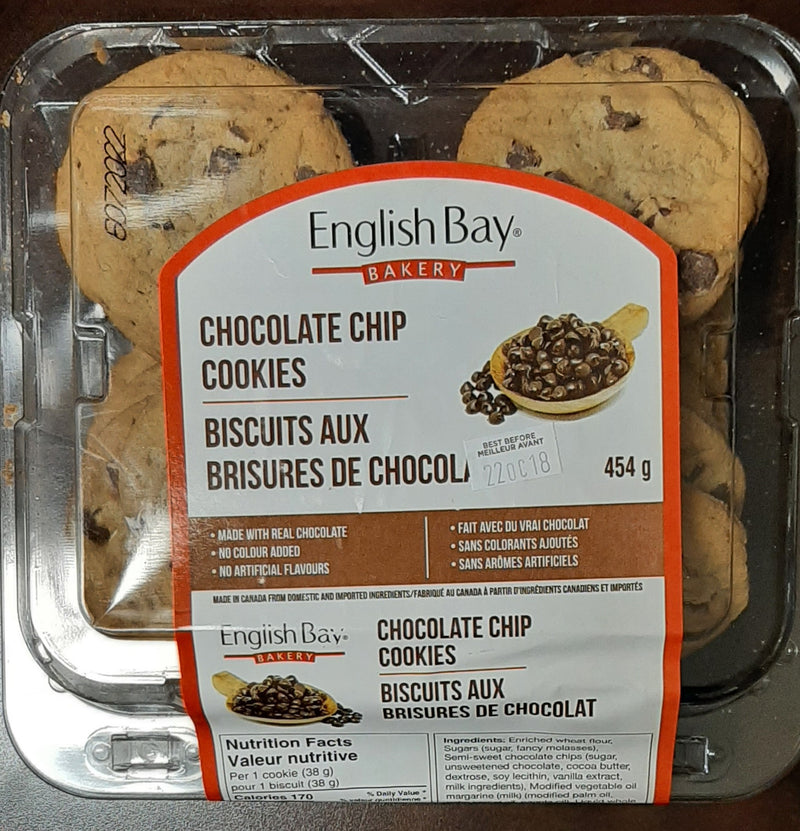 202203
English Bay®
BAKERY
CHOCOLATE CHIP
COOKIES
BISCUITS AUX
BRISURES DE CHOCOLA
BEST BEFORE
MEILLEUR AVANT
22OC18
454 g
• MADE WITH REAL CHOCOLATE
• NO COLOUR ADDED
• NO ARTIFICIAL FLAVOURS
• FAIT AVEC DU VRAI CHOCOLAT
• SANS COLORANTS AJOUTÉS
• SANS ARÔMES ARTIFICIELS
MADE IN CANADA FROM DOMESTIC AND IMPORTED INGREDIENTS/FABRIQUÉ AU CANADA À PARTIR D'INGRÉDIENTS CANADIENS ET IMPORTÉS
English Bay®
BAKERY
CHOCOLATE CHIP
COOKIES
BISCUITS AUX
BRISURES DE CHOCOLAT
Nutrition Facts
Valeur nutritive
Per 1 cookie (38 g)
pour 1 biscuit (38 g)
Calories 170
% Daily Value *
% valeur quotidienne *
Ingredients: Enriched wheat flour,
Sugars (sugar, fancy molasses),
Semi-sweet chocolate chips (sugar,
unsweetened chocolate, cocoa butter,
dextrose, soy lecithin, vanilla extract,
milk ingredients), Modified vegetable oil
margarine (milk) (modified palm oil,